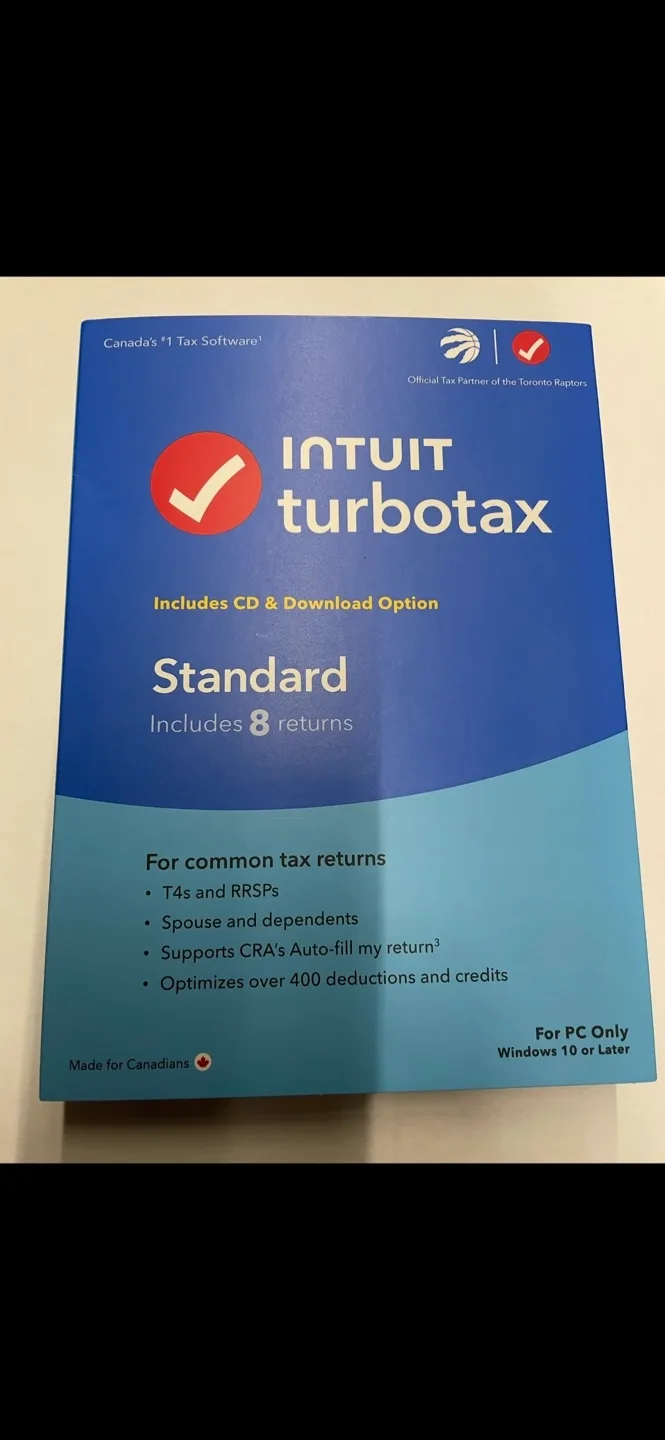 Canada's #1 Tax Software¹
Official Tax Partner of the Toronto Raptors
INTUIT
turbotax
Includes CD & Download Option
Standard
Includes 8 returns
For common tax returns
• T4s and RRSPs
• Spouse and dependents
• Supports CRA's Auto-fill my return³
• Optimizes over 400 deductions and credits
For PC Only
Windows 10 or Later
Made for Canadians